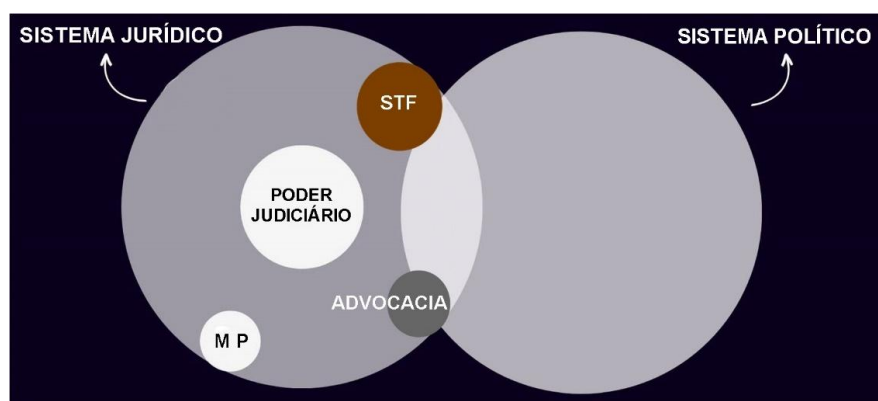 SISTEMA JURÍDICO
SISTEMA POLÍTICO
STF
PODER
JUDICIÁRIO
ADVOCACIA
M P